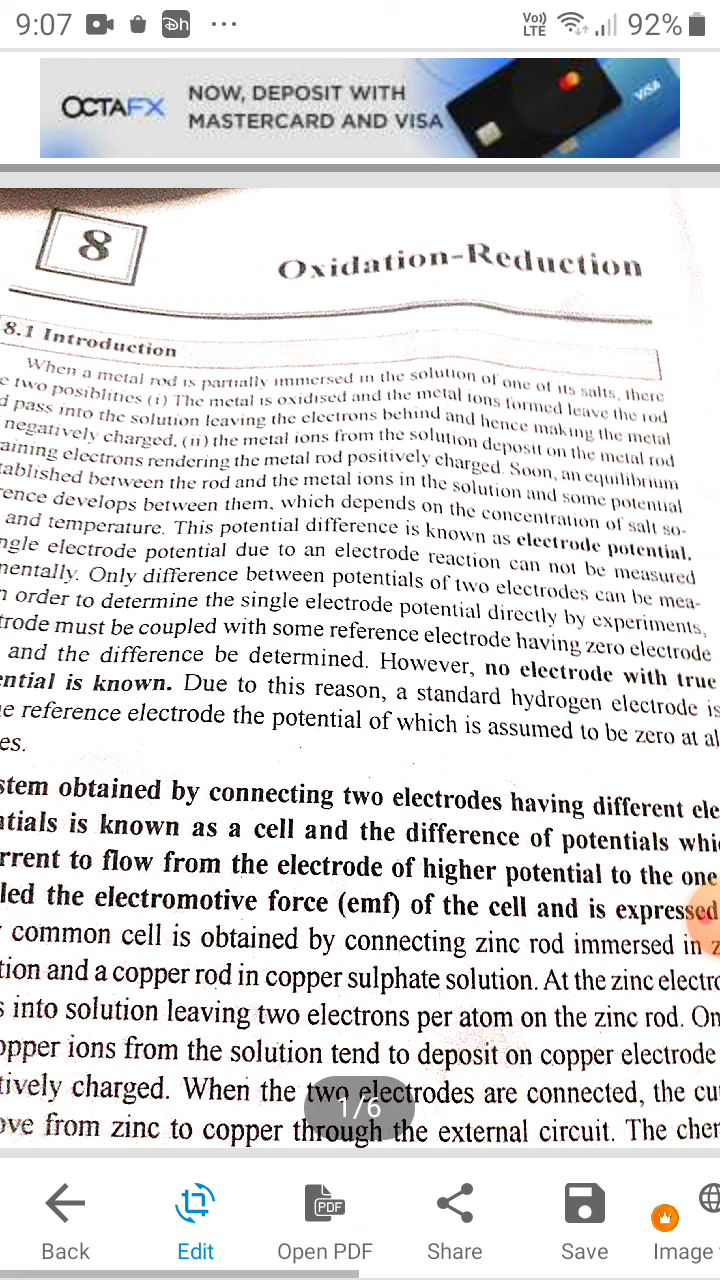 9:07 Dh ... Vo)) LTE 92%
OCTAFX NOW, DEPOSIT WITH
MASTERCARD AND VISA
VISA
8
Oxidation-Reduction
8.1 Introduction
When a metal rod is partially immersed in the solution of one of its salts, there
e two posiblities (i) The metal is oxidised and the metal ions formed leave the rod
d pass into the solution leaving the electrons behind and hence making the metal
negatively charged, (ii) the metal ions from the solution deposit on the metal rod
aining electrons rendering the metal rod positively charged. Soon, an equilibrium
tablished between the rod and the metal ions in the solution and some potential
rence develops between them, which depends on the concentration of salt so-
and temperature. This potential difference is known as electrode potential.
ngle electrode potential due to an electrode reaction can not be measured
mentally. Only difference between potentials of two electrodes can be mea-
n order to determine the single electrode potential directly by experiments,
trode must be coupled with some reference electrode having zero electrode
and the difference be determined. However, no electrode with true
ential is known. Due to this reason, a standard hydrogen electrode is
e reference electrode the potential of which is assumed to be zero at al
es.
stem obtained by connecting two electrodes having different ele
ntials is known as a cell and the difference of potentials whi
rrent to flow from the electrode of higher potential to the one
led the electromotive force (emf) of the cell and is expressed
common cell is obtained by connecting zinc rod immersed in z
tion and a copper rod in copper sulphate solution. At the zinc electro
s into solution leaving two electrons per atom on the zinc rod. On
opper ions from the solution tend to deposit on copper electrode
tively charged. When the two electrodes are connected, the cu
ove from zinc to copper through the external circuit. The cher
1/6
Back Edit Open PDF Share Save Image
PDF